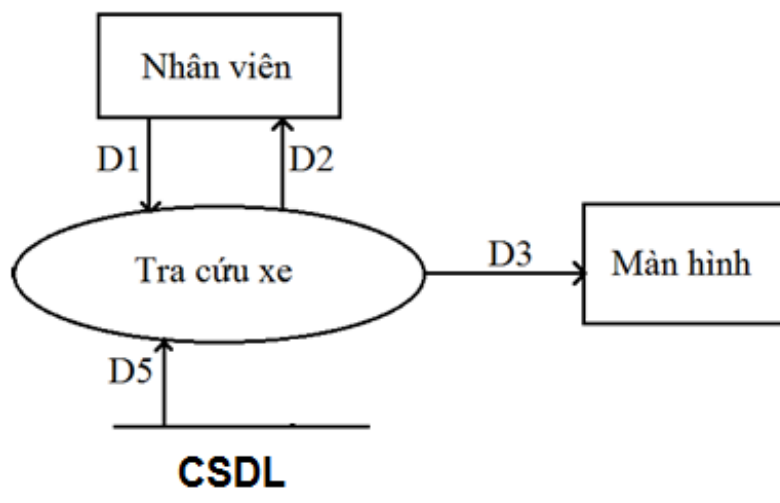 Nhân viên
D1
D2
Tra cứu xe
D3
Màn hình
D5
CSDL